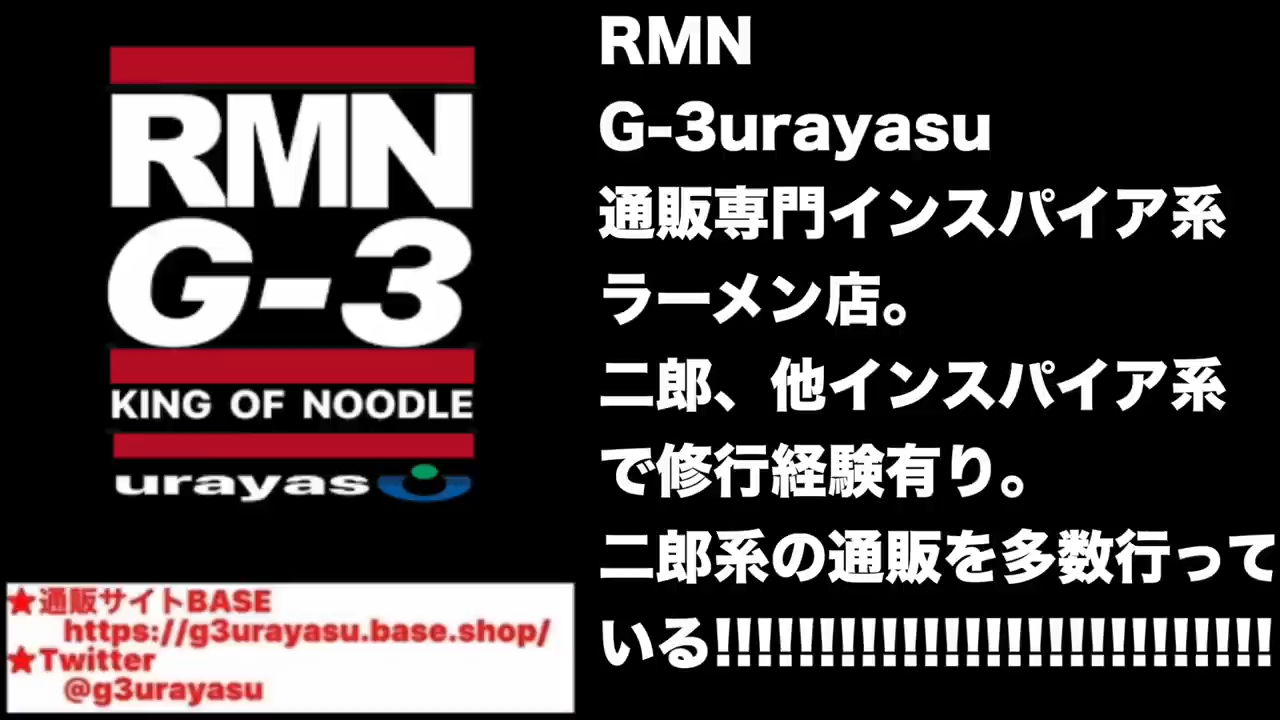 RMN
G-3
KING OF NOODLE
urayasu
★通販サイトBASE
https://g3urayasu.base.shop/
★Twitter
@g3urayasu
RMN
G-3urayasu
通販専門インスパイア系
ラーメン店。
二郎、他インスパイア系
で修行経験有り。
二郎系の通販を多数行って
いる!!!!!!!!!!!!!!!!!!!!!!!!!!!